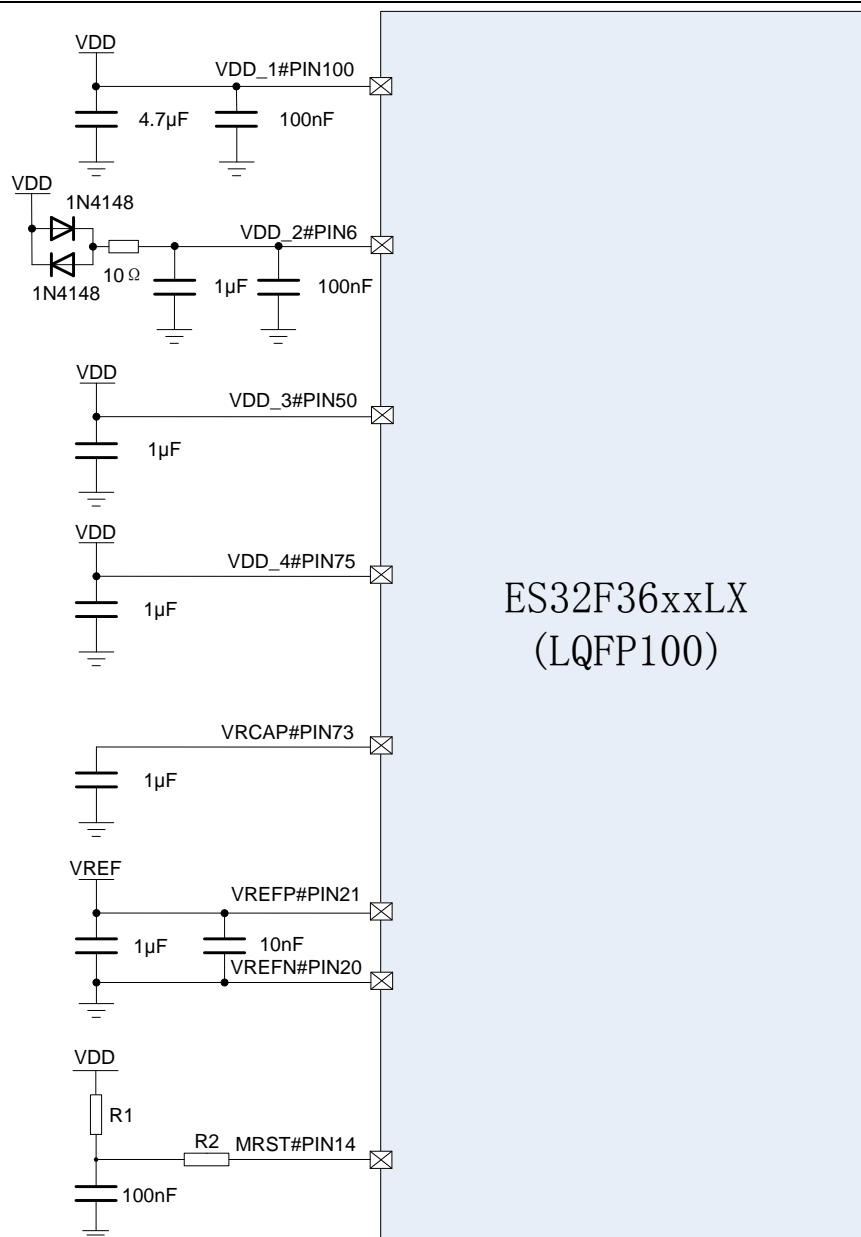 VDD
VDD_1#PIN100
4.7µF
100nF
VDD
1N4148
VDD_2#PIN6
10Ω
1N4148
1µF
100nF
VDD
VDD_3#PIN50
1µF
VDD
VDD_4#PIN75
1µF
ES32F36xxLX
(LQFP100)
VRCAP#PIN73
1µF
VREF
VREFP#PIN21
1µF
10nF
VREFN#PIN20
VDD
R1
R2
MRST#PIN14
100nF